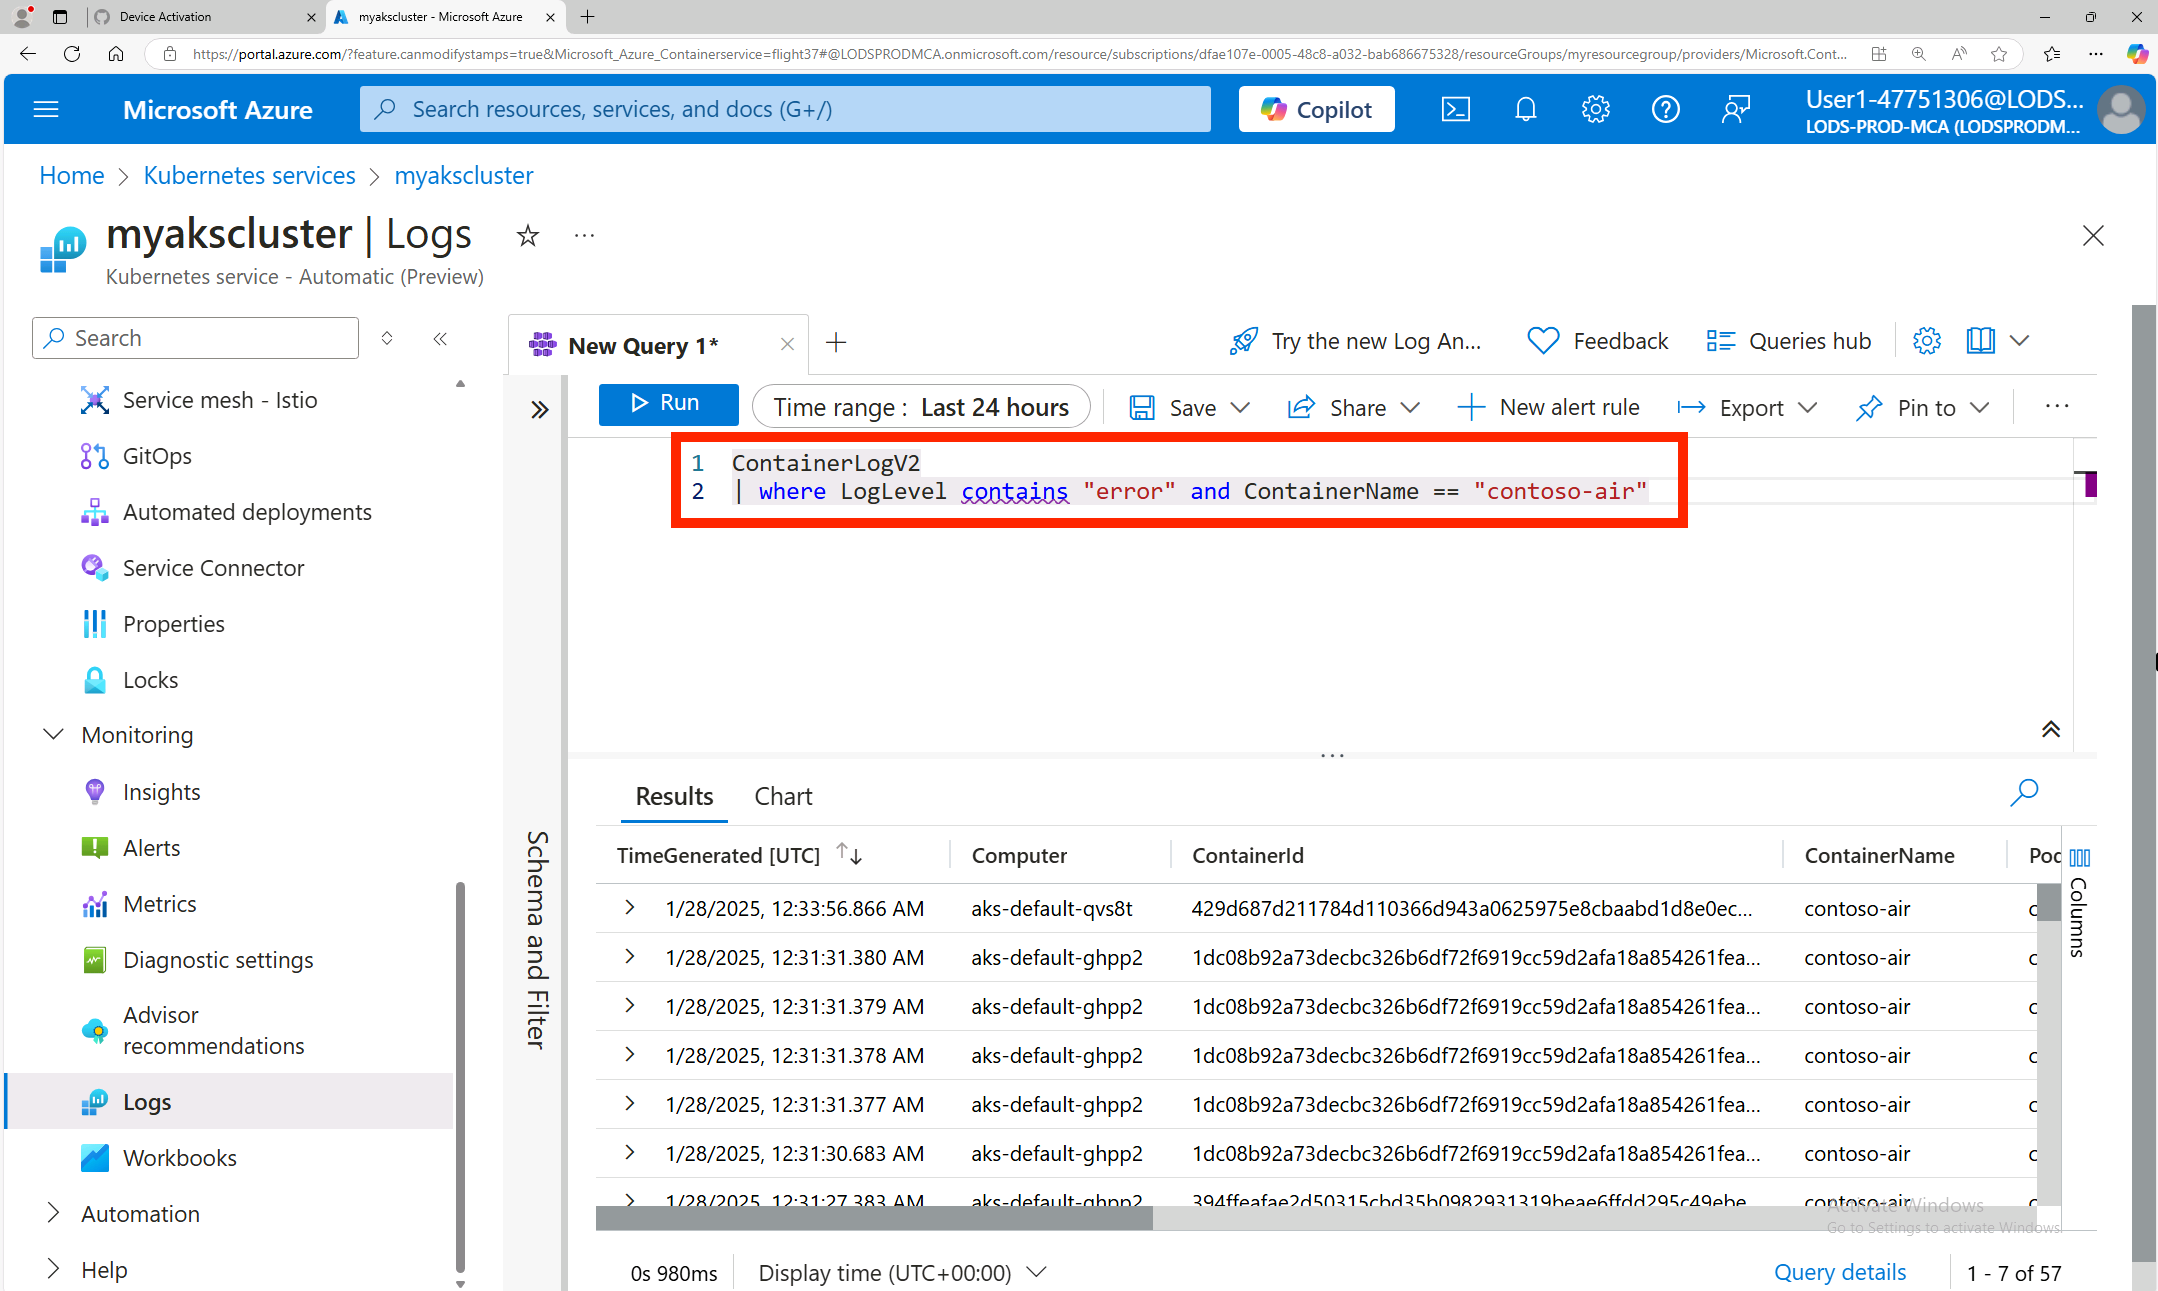 Device Activation
myakscluster - Microsoft Azure
https://portal.azure.com/?feature.canmodifystamps=true&Microsoft_Azure_Containerservice=flight37#@LODSPRODMCA.onmicrosoft.com/resource/subscriptions/dfae107e-0005-48c8-a032-bab686675328/resourceGroups/myresourcegroup/providers/Microsoft.Cont...
Microsoft Azure
Search resources, services, and docs (G+/)
Copilot
User1-47751306@LODS...
LODS-PROD-MCA (LODSPRODM...
Home > Kubernetes services > myakscluster
myakscluster | Logs
Kubernetes service - Automatic (Preview)
Search
Service mesh - Istio
GitOps
Automated deployments
Service Connector
Properties
Locks
Monitoring
Insights
Alerts
Metrics
Diagnostic settings
Advisor
recommendations
Logs
Workbooks
Automation
Help
New Query 1*
Try the new Log An...
Feedback
Queries hub
Run
Time range : Last 24 hours
Save
Share
New alert rule
Export
Pin to
1 ContainerLogV2
2 | where LogLevel contains "error" and ContainerName == "contoso-air"
Schema and Filter
Results Chart
TimeGenerated [UTC] Computer ContainerId ContainerName Poc
1/28/2025, 12:33:56.866 AM aks-default-qvs8t 429d687d211784d110366d943a0625975e8cbaabd1d8e0ec... contoso-air c
1/28/2025, 12:31:31.380 AM aks-default-ghpp2 1dc08b92a73decbc326b6df72f6919cc59d2afa18a854261fea... contoso-air c
1/28/2025, 12:31:31.379 AM aks-default-ghpp2 1dc08b92a73decbc326b6df72f6919cc59d2afa18a854261fea... contoso-air c
1/28/2025, 12:31:31.378 AM aks-default-ghpp2 1dc08b92a73decbc326b6df72f6919cc59d2afa18a854261fea... contoso-air c
1/28/2025, 12:31:31.377 AM aks-default-ghpp2 1dc08b92a73decbc326b6df72f6919cc59d2afa18a854261fea... contoso-air c
1/28/2025, 12:31:30.683 AM aks-default-ghpp2 1dc08b92a73decbc326b6df72f6919cc59d2afa18a854261fea... contoso-air c
1/28/2025, 12:31:27.383 AM aks-default-ghpp2 394ffeafae2d50315cbd35b0982931319beae6ffdd295c49ebe contoso-air
Columns
Activate Windows
Go to Settings to activate Windows.
0s 980ms
Display time (UTC+00:00)
Query details
1 - 7 of 57